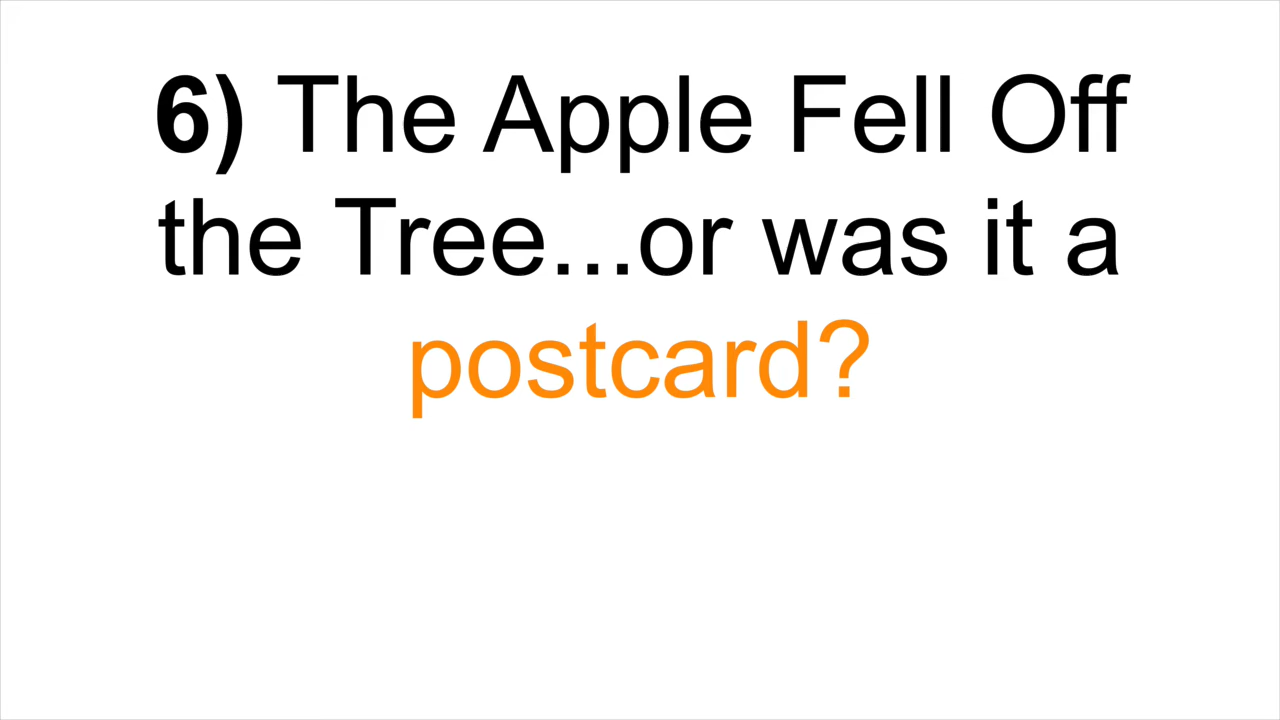 6) The Apple Fell Off
the Tree...or was it a
postcard?